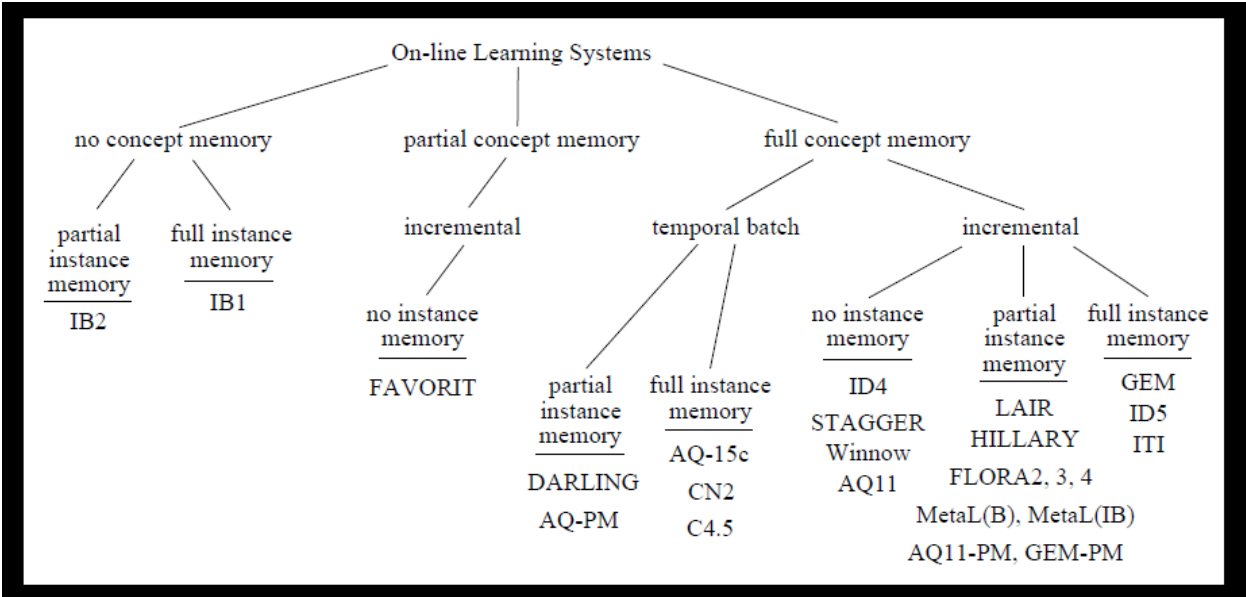 On-line Learning Systems
no concept memory
partial concept memory
full concept memory
partial
instance
memory
IB2
full instance
memory
IB1
incremental
no instance
memory
FAVORIT
temporal batch
partial
instance
memory
DARLING
AQ-PM
full instance
memory
AQ-15c
CN2
C4.5
incremental
no instance
memory
ID4
STAGGER
Winnow
AQ11
partial
instance
memory
LAIR
HILLARY
FLORA2, 3, 4
MetaL(B), MetaL(IB)
AQ11-PM, GEM-PM
full instance
memory
GEM
ID5
ITI